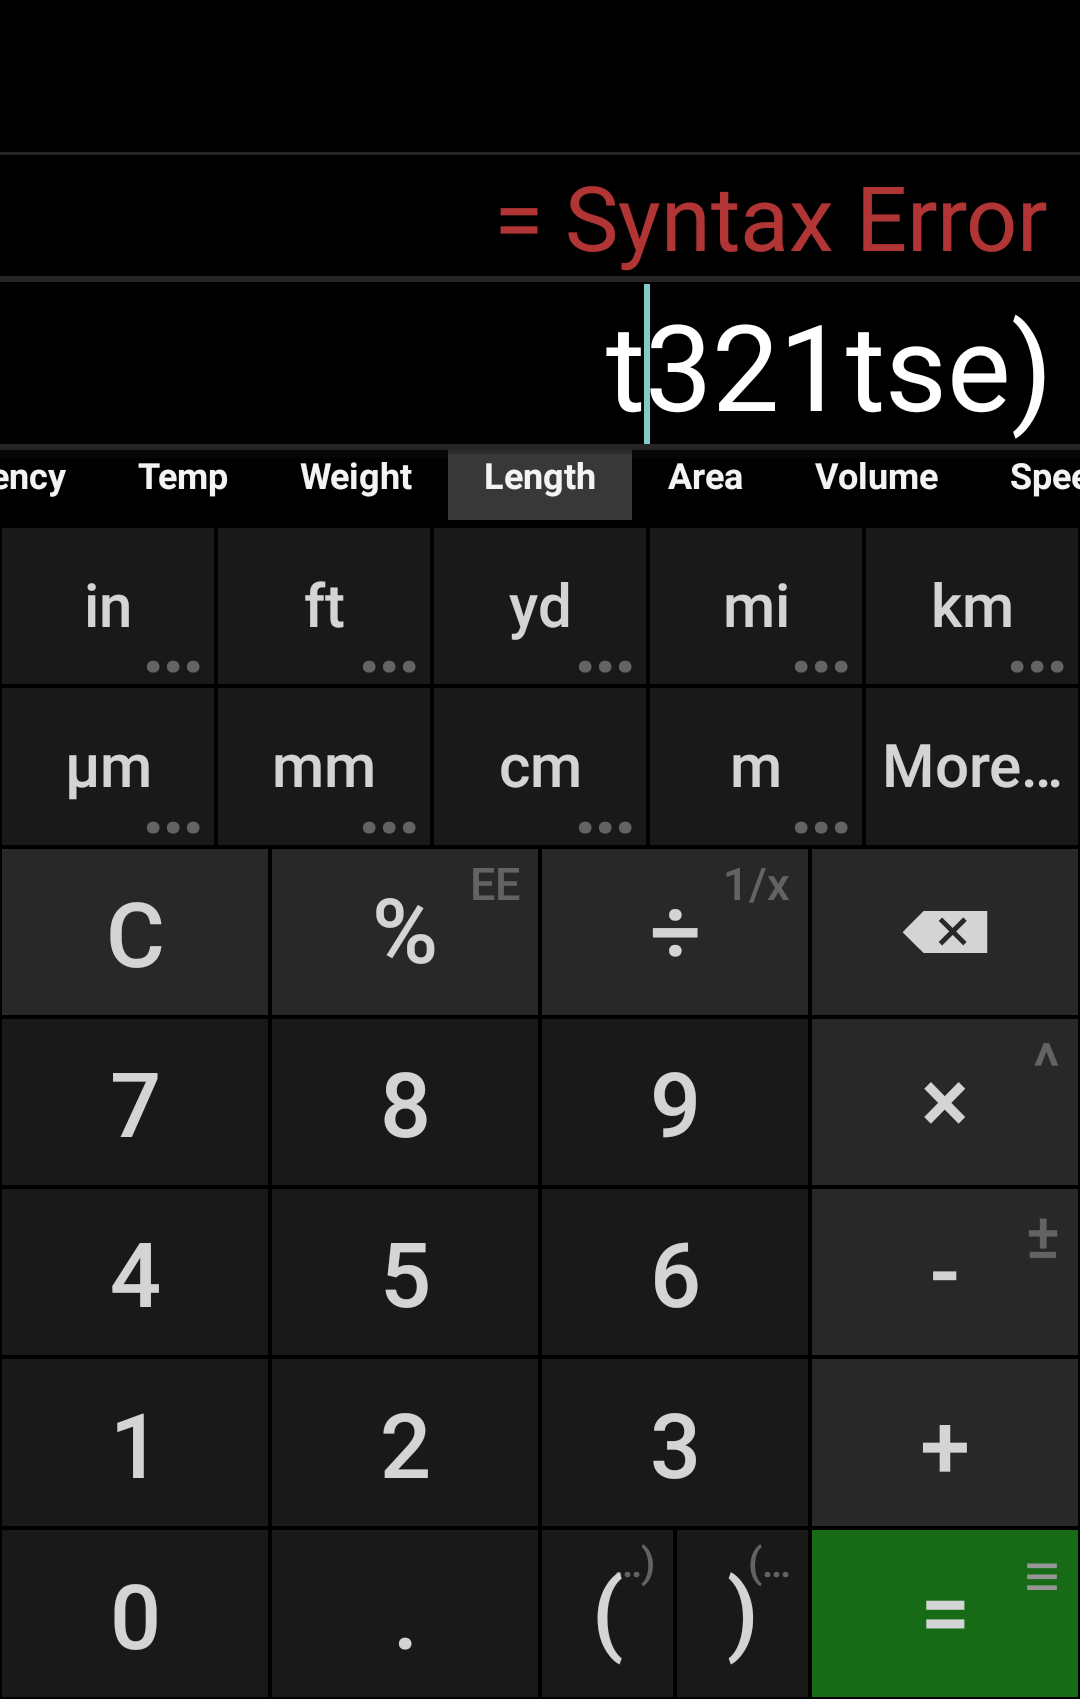 = Syntax Error
t321tse)
ency Temp Weight Length Area Volume Spee
in ft yd mi km
µm mm cm m More...
C % EE ÷ 1/x
7 8 9 × ^
4 5 6 - ±
1 2 3 +
0 . ( ..) ) (... =